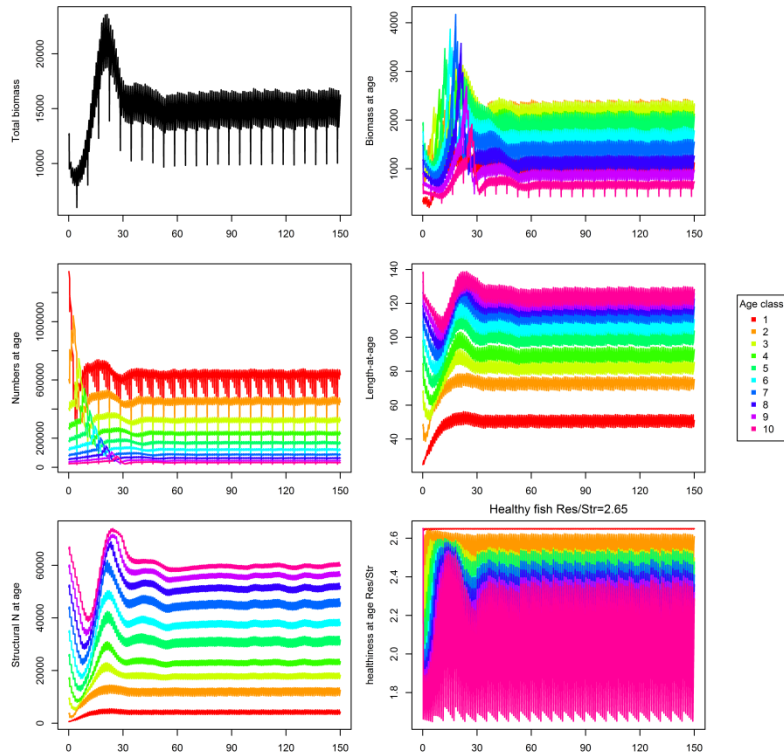 Total biomass
10000 15000 20000
0 30 60 90 120 150
Biomass at age
1000 2000 3000 4000
0 30 60 90 120 150
Numbers at age
0 200000 400000 600000 1000000
0 30 60 90 120 150
Length-at-age
40 60 80 100 120 140
0 30 60 90 120 150
Age class
1
2
3
4
5
6
7
8
9
10
Structural N at age
0 20000 40000 60000
0 30 60 90 120 150
Healthy fish Res/Str=2.65
healthiness at age Res/Str
1.8 2.0 2.2 2.4 2.6
0 30 60 90 120 150